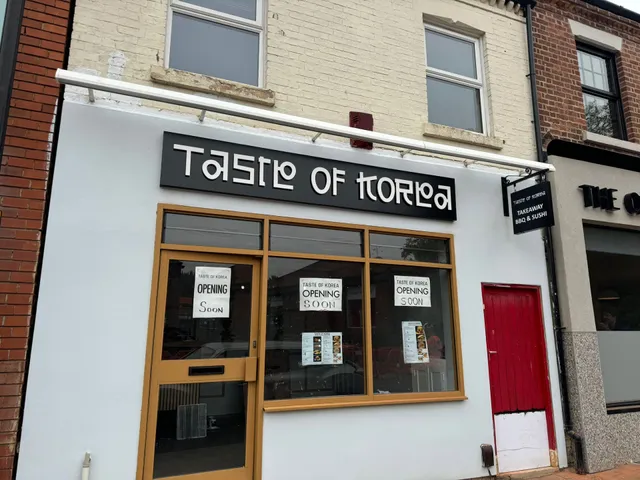 TASTE OF KOREA
TASTE OF KOREA
TAKEAWAY
BBQ & SUSHI
THE
TASTE OF KOREA
OPENING
SOON
TASTE OF KOREA
OPENING
SOON
TASTE OF KOREA
OPENING
SOON